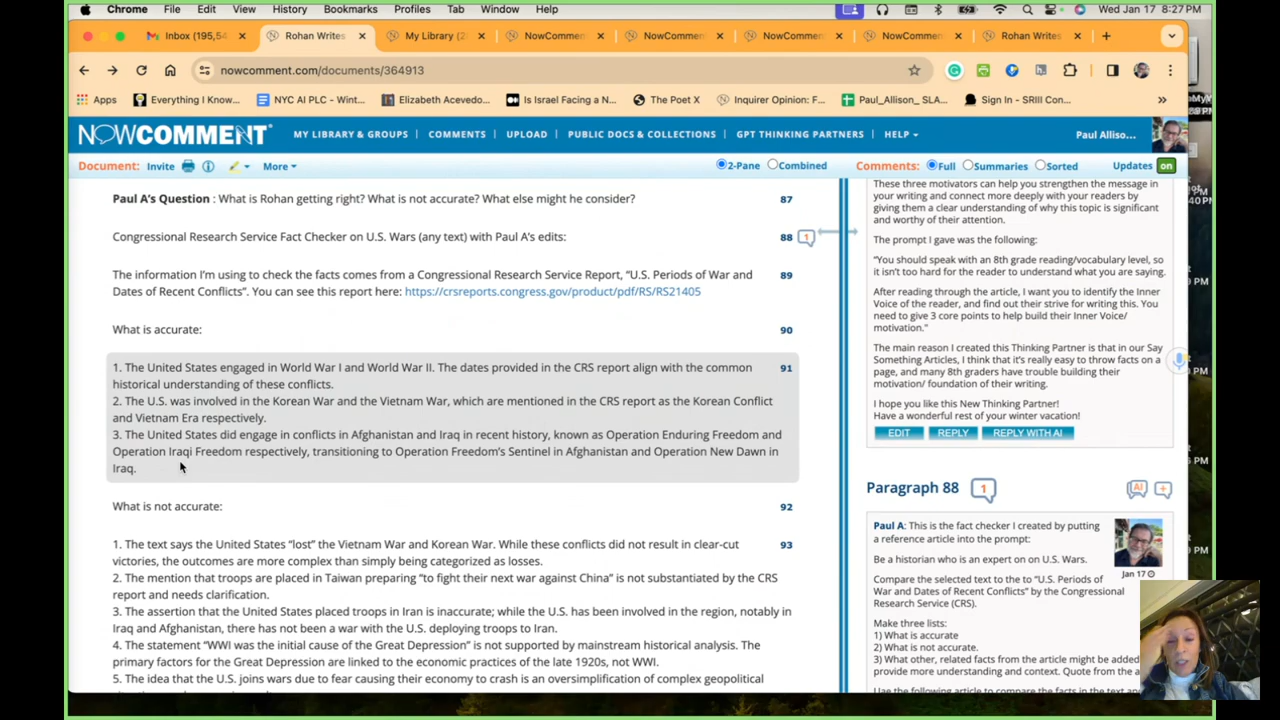 Chrome File Edit View History Bookmarks Profiles Tab Window Help Wed Jan 17 8:27 PM
Inbox (195,54 Rohan Writes My Library (2 NowCommen NowCommen NowComment NowCommen Rohan Writes
nowcomment.com/documents/364913
Apps Everything I Know... NYC AI PLC - Wint... Elizabeth Acevedo... Is Israel Facing a N... The Poet X Inquirer Opinion: F... Paul_Allison_ SLA... Sign In - SRIII Con...
NOWCOMMENT MY LIBRARY & GROUPS COMMENTS UPLOAD PUBLIC DOCS & COLLECTIONS GPT THINKING PARTNERS HELP Paul Alliso...
Document: Invite More 2-Pane Combined Comments: Full Summaries Sorted Updates on
Paul A's Question : What is Rohan getting right? What is not accurate? What else might he consider? 87
Congressional Research Service Fact Checker on U.S. Wars (any text) with Paul A's edits: 88 1
The information I'm using to check the facts comes from a Congressional Research Service Report, "U.S. Periods of War and 89
Dates of Recent Conflicts". You can see this report here: https://crsreports.congress.gov/product/pdf/RS/RS21405
What is accurate: 90
1. The United States engaged in World War I and World War II. The dates provided in the CRS report align with the common 91
historical understanding of these conflicts.
2. The U.S. was involved in the Korean War and the Vietnam War, which are mentioned in the CRS report as the Korean Conflict
and Vietnam Era respectively.
3. The United States did engage in conflicts in Afghanistan and Iraq in recent history, known as Operation Enduring Freedom and
Operation Iraqi Freedom respectively, transitioning to Operation Freedom's Sentinel in Afghanistan and Operation New Dawn in
Iraq.
What is not accurate: 92
1. The text says the United States "lost" the Vietnam War and Korean War. While these conflicts did not result in clear-cut 93
victories, the outcomes are more complex than simply being categorized as losses.
2. The mention that troops are placed in Taiwan preparing "to fight their next war against China" is not substantiated by the CRS
report and needs clarification.
3. The assertion that the United States placed troops in Iran is inaccurate; while the U.S. has been involved in the region, notably in
Iraq and Afghanistan, there has not been a war with the U.S. deploying troops to Iran.
4. The statement "WWI was the initial cause of the Great Depression" is not supported by mainstream historical analysis. The
primary factors for the Great Depression are linked to the economic practices of the late 1920s, not WWI.
5. The idea that the U.S. joins wars due to fear causing their economy to crash is an oversimplification of complex geopolitical
These three motivators can help you strengthen the message in
your writing and connect more deeply with your readers by
giving them a clear understanding of why this topic is significant
and worthy of their attention.
The prompt I gave was the following:
"You should speak with an 8th grade reading/vocabulary level, so
it isn't too hard for the reader to understand what you are saying.
After reading through the article, I want you to identify the Inner
Voice of the reader, and find out their strive for writing this. You
need to give 3 core points to help build their Inner Voice/
motivation."
The main reason I created this Thinking Partner is that in our Say
Something Articles, I think that it's really easy to throw facts on a
page, and many 8th graders have trouble building their
motivation/ foundation of their writing.
I hope you like this New Thinking Partner!
Have a wonderful rest of your winter vacation!
EDIT REPLY REPLY WITH AI
Paragraph 88 1 AI +
Paul A: This is the fact checker I created by putting
a reference article into the prompt:
Be a historian who is an expert on on U.S. Wars.
Jan 17
Compare the selected text to the to "U.S. Periods of
War and Dates of Recent Conflicts" by the Congressional
Research Service (CRS).
Make three lists:
1) What is accurate
2) What is not accurate.
3) What other, related facts from the article might be added
provide more understanding and context. Quote from the a
Use the following article to compare the facts in the text an